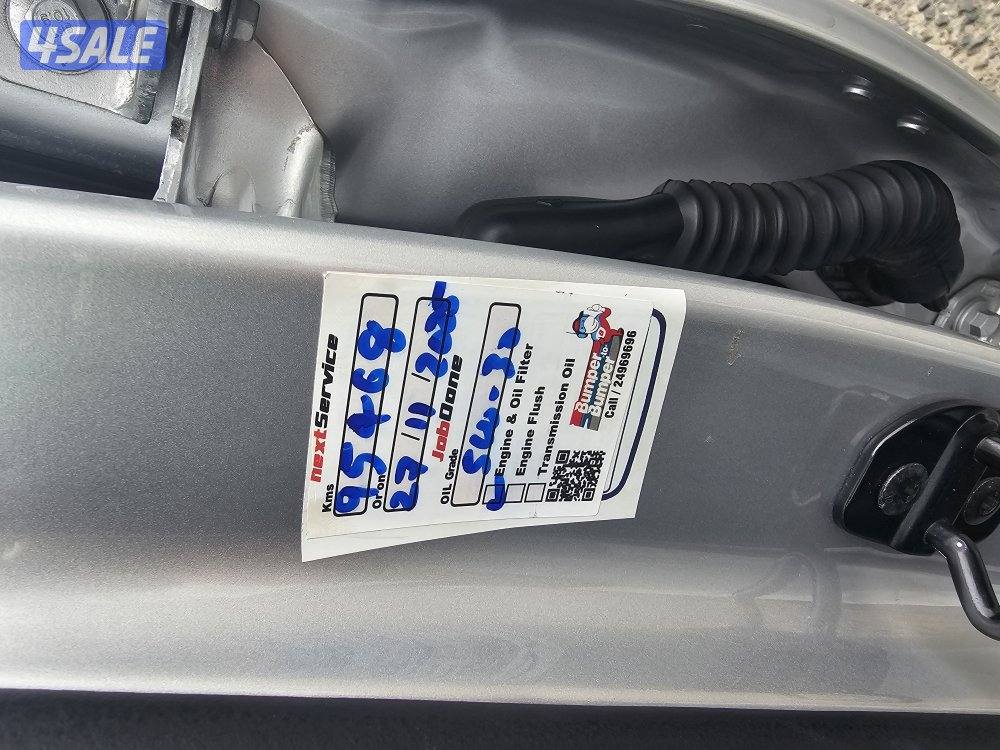 4SALE
nextService
Kms 95468
Or on 27/11/2025
JobDone
OIL Grade 5W-30
Engine & Oil Filter
Engine Flush
Transmission Oil
Bumper
to
Bumper
Call / 24969696